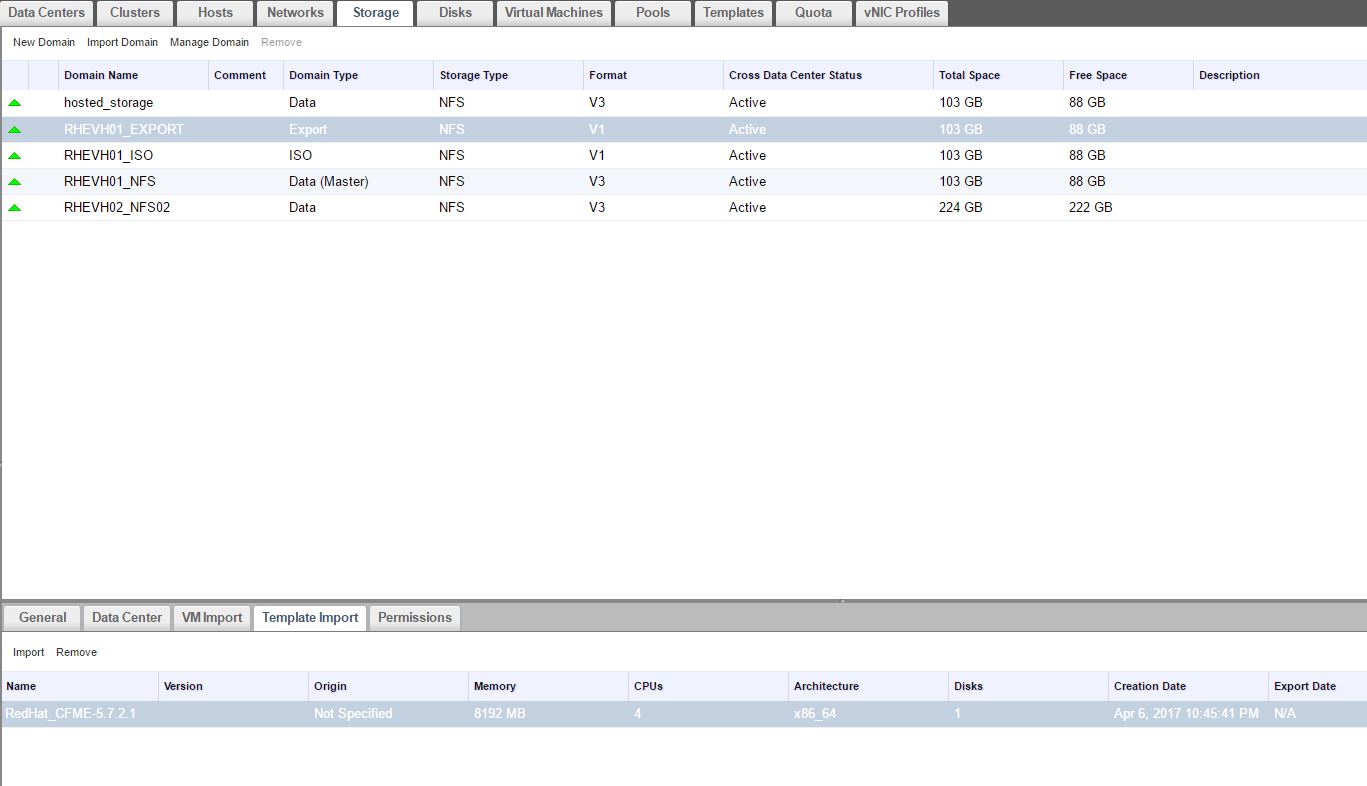 Data Centers Clusters Hosts Networks Storage Disks Virtual Machines Pools Templates Quota vNIC Profiles
New Domain Import Domain Manage Domain Remove
Domain Name Comment Domain Type Storage Type Format Cross Data Center Status Total Space Free Space Description
hosted_storage Data NFS V3 Active 103 GB 88 GB
RHEVH01_EXPORT Export NFS V1 Active 103 GB 88 GB
RHEVH01_ISO ISO NFS V1 Active 103 GB 88 GB
RHEVH01_NFS Data (Master) NFS V3 Active 103 GB 88 GB
RHEVH02_NFS02 Data NFS V3 Active 224 GB 222 GB
General Data Center VM Import Template Import Permissions
Import Remove
Name Version Origin Memory CPUs Architecture Disks Creation Date Export Date
RedHat_CFME-5.7.2.1 Not Specified 8192 MB 4 x86_64 1 Apr 6, 2017 10:45:41 PM N/A